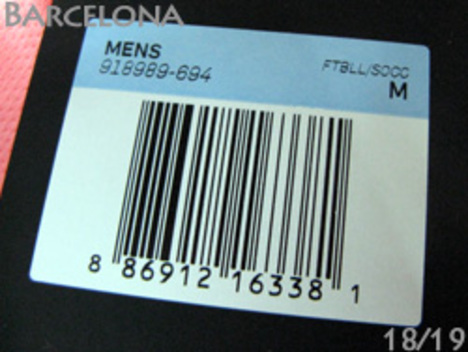 BARCELONA
MENS
918989-694
FTBLL/SOCC
M
8 86912 16338 1
18/19